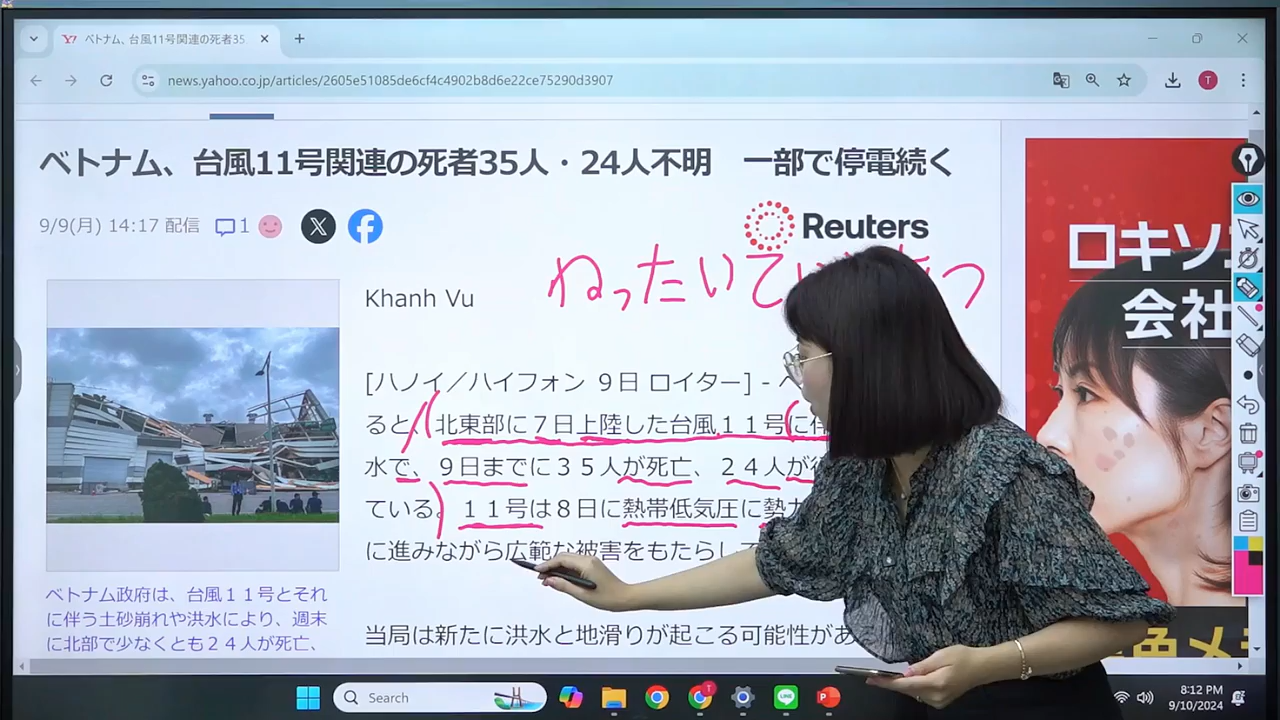 ベトナム、台風11号関連の死者35
news.yahoo.co.jp/articles/2605e51085de6cf4c4902b8d6e22ce75290d3907
T
ベトナム、台風11号関連の死者35人・24人不明　一部で停電続く
9/9(月) 14:17 配信
1
Reuters
ねったいてい
つ
Khanh Vu
[ハノイ／ハイフォン ９日 ロイター] -
ると、北東部に７日上陸した台風１１号に
水で、９日までに３５人が死亡、２４人が
ている。１１号は８日に熱帯低気圧に
に進みながら広範な被害をもたらし
当局は新たに洪水と地滑りが起こる可能性が
ベトナム政府は、台風１１号とそれ
に伴う土砂崩れや洪水により、週末
に北部で少なくとも２４人が死亡、
ロキソ
会社
Search
T
LINE
P
8:12 PM
9/10/2024